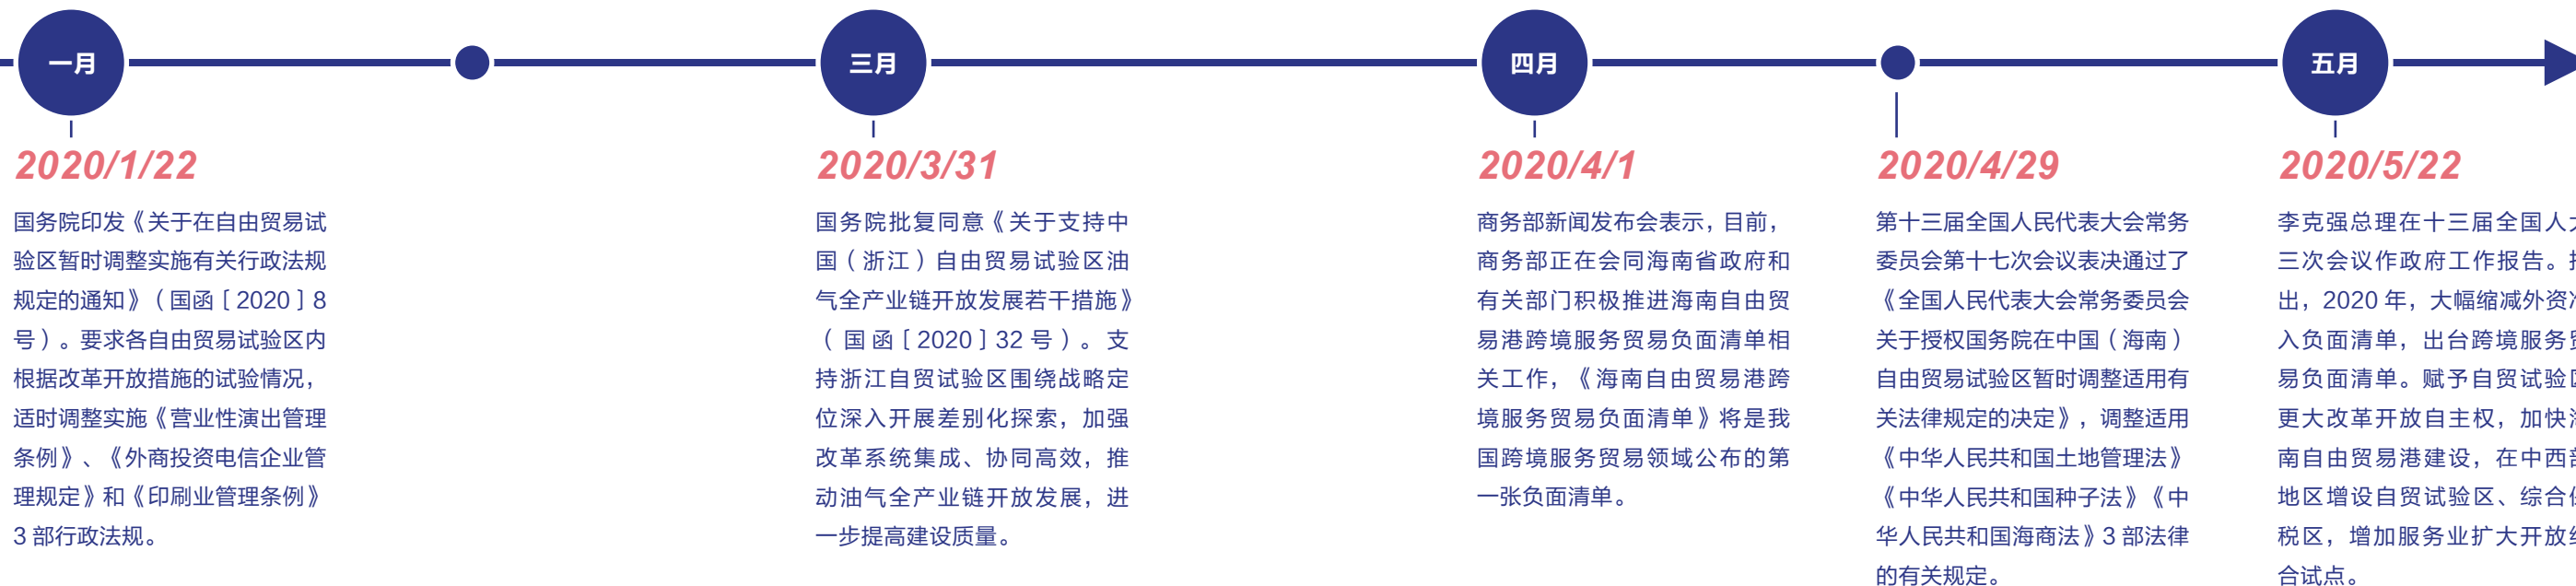 一月
三月
四月
五月
2020/1/22
国务院印发《关于在自由贸易试
验区暂时调整实施有关行政法规
规定的通知》（国函［2020］8
号）。要求各自由贸易试验区内
根据改革开放措施的试验情况，
适时调整实施《营业性演出管理
条例》、《外商投资电信企业管
理规定》和《印刷业管理条例》
3 部行政法规。
2020/3/31
国务院批复同意《关于支持中
国（浙江）自由贸易试验区油
气全产业链开放发展若干措施》
（国函［2020］32 号）。支
持浙江自贸试验区围绕战略定
位深入开展差别化探索，加强
改革系统集成、协同高效，推
动油气全产业链开放发展，进
一步提高建设质量。
2020/4/1
商务部新闻发布会表示，目前，
商务部正在会同海南省政府和
有关部门积极推进海南自由贸
易港跨境服务贸易负面清单相
关工作，《海南自由贸易港跨
境服务贸易负面清单》将是我
国跨境服务贸易领域公布的第
一张负面清单。
2020/4/29
第十三届全国人民代表大会常务
委员会第十七次会议表决通过了
《全国人民代表大会常务委员会
关于授权国务院在中国（海南）
自由贸易试验区暂时调整适用有
关法律规定的决定》，调整适用
《中华人民共和国土地管理法》
《中华人民共和国种子法》《中
华人民共和国海商法》3 部法律
的有关规定。
2020/5/22
李克强总理在十三届全国人
三次会议作政府工作报告。
出，2020 年，大幅缩减外资
入负面清单，出台跨境服务
易负面清单。赋予自贸试验
更大改革开放自主权，加快
南自由贸易港建设，在中西
地区增设自贸试验区、综合
税区，增加服务业扩大开放
合试点。